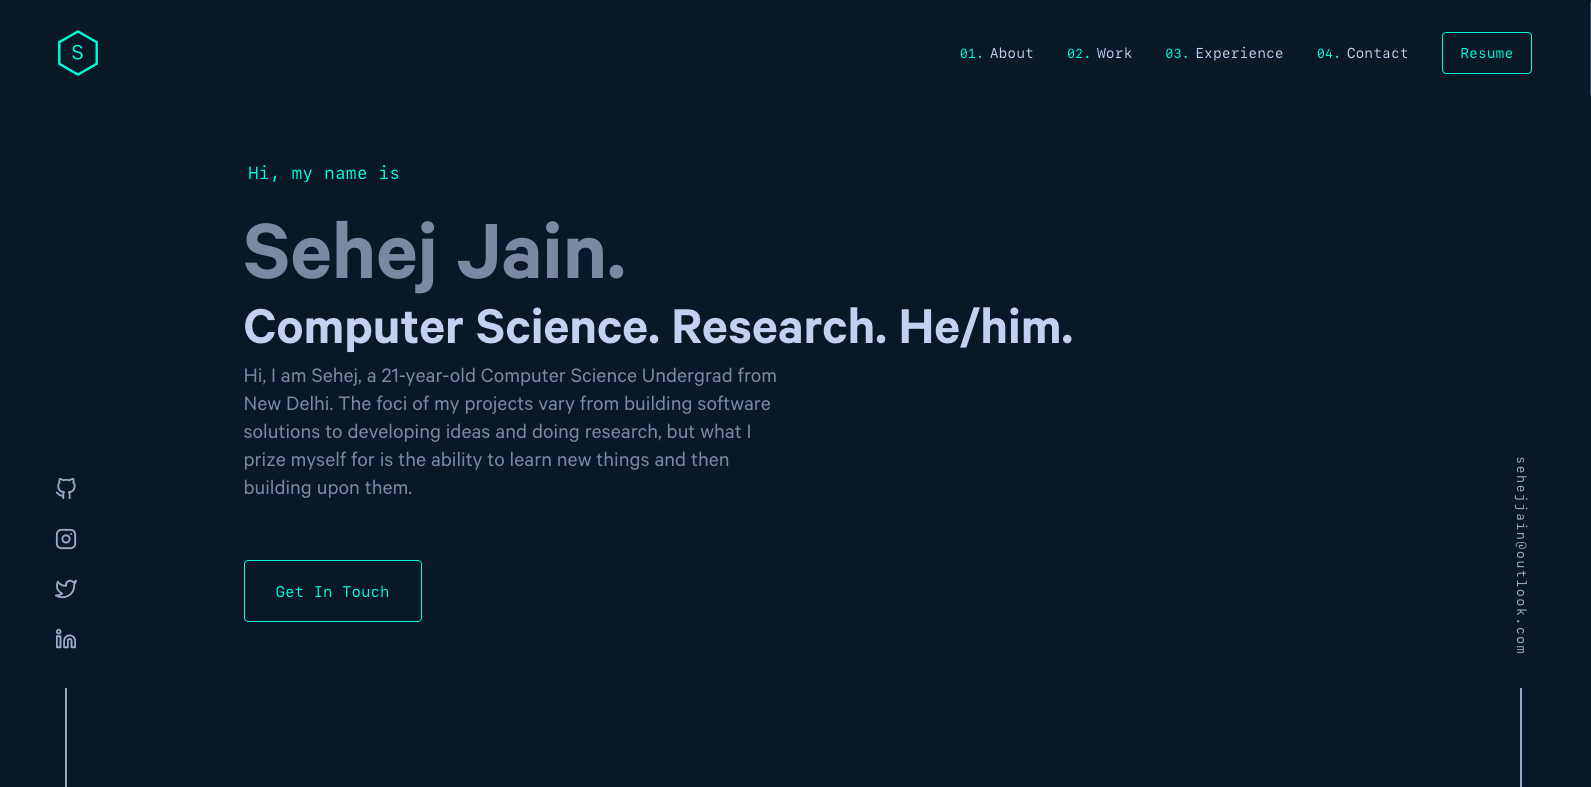 S
01. About 02. Work 03. Experience 04. Contact Resume
Hi, my name is
Sehej Jain.
Computer Science. Research. He/him.
Hi, I am Sehej, a 21-year-old Computer Science Undergrad from
New Delhi. The foci of my projects vary from building software
solutions to developing ideas and doing research, but what I
prize myself for is the ability to learn new things and then
building upon them.
Get In Touch
sehejjain@outlook.com